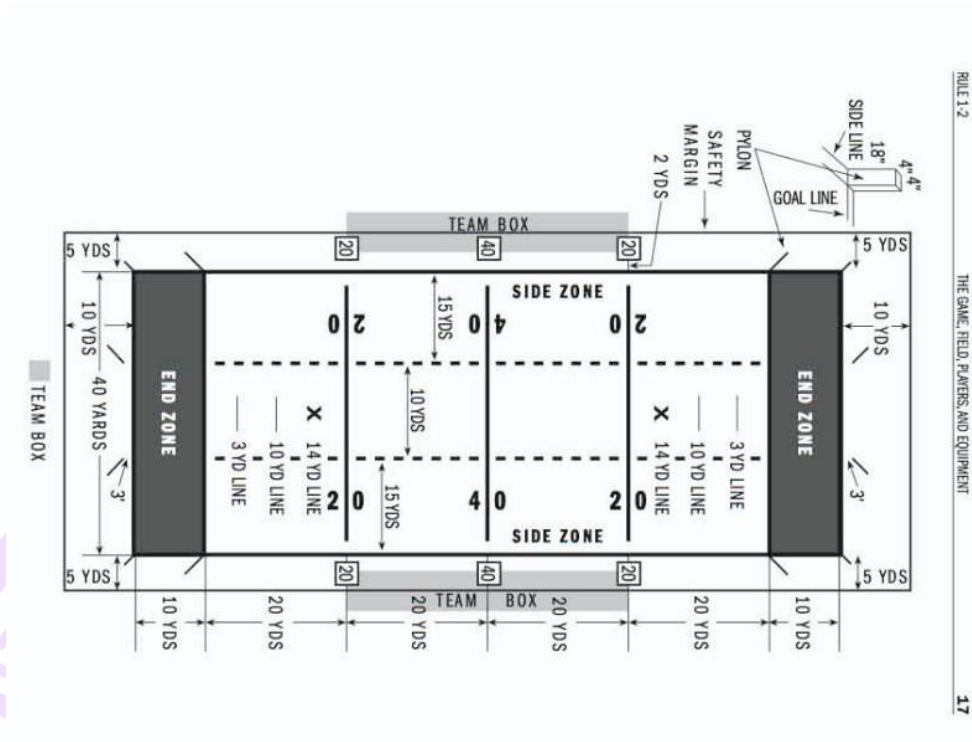 RULE 1-2
THE GAME, FIELD, PLAYERS, AND EQUIPMENT
17
SIDE LINE
18"
4" 4"
PYLON
GOAL LINE
SAFETY
MARGIN
2 YDS
TEAM BOX
20
40
20
5 YDS
5 YDS
SIDE ZONE
10 YDS
15 YDS
10 YDS
0 2
0 4
0 2
END ZONE
10 YDS
END ZONE
40 YARDS
X
14 YD LINE
10 YD LINE
3 YD LINE
X
14 YD LINE
10 YD LINE
3 YD LINE
3'
15 YDS
3'
2 0
4 0
2 0
SIDE ZONE
5 YDS
20
40
20
5 YDS
TEAM BOX
10 YDS
20 YDS
20 YDS
20 YDS
20 YDS
10 YDS
TEAM BOX